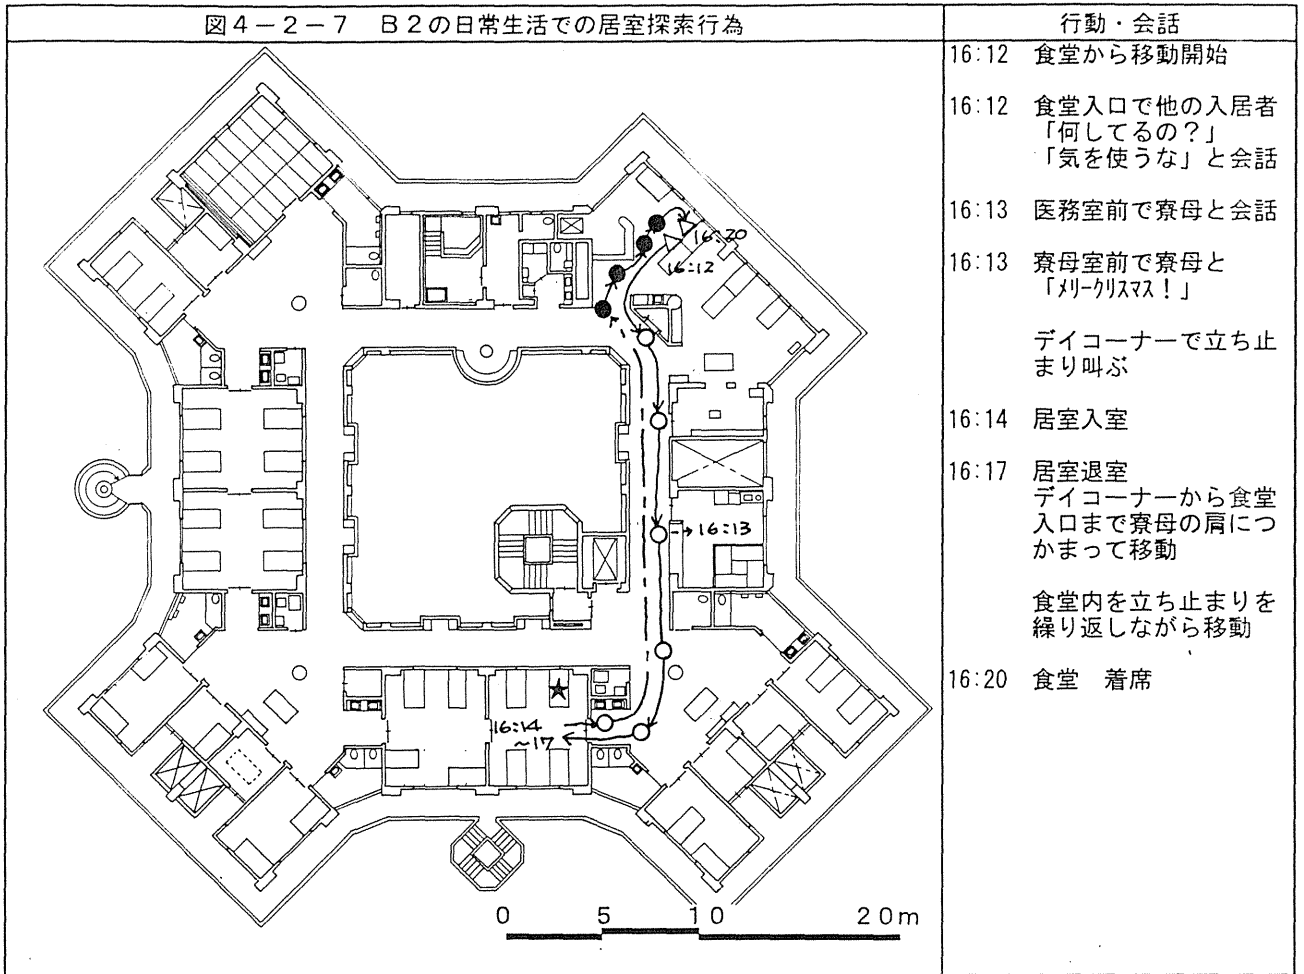 図4-2-7 B2の日常生活での居室探索行為
行動・会話
16:12 食堂から移動開始
16:12 食堂入口で他の入居者
「何してるの？」
「気を使うな」と会話
16:13 医務室前で寮母と会話
16:13 寮母室前で寮母と
「ﾒﾘｰｸﾘｽﾏｽ！」
デイコーナーで立ち止
まり叫ぶ
16:14 居室入室
16:17 居室退室
デイコーナーから食堂
入口まで寮母の肩につ
かまって移動
食堂内を立ち止まりを
繰り返しながら移動
16:20 食堂 着席
16:20
16:12
→16:13
16:14
～17
0 5 10 20m